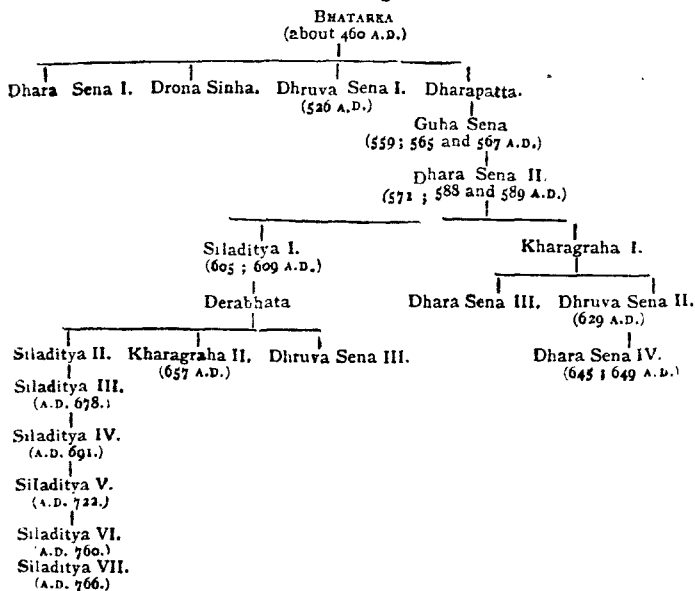 BHATARKA
(about 460 A.D.)
Dhara Sena I. Drona Sinha. Dhruva Sena I. Dharapatta.
(526 A.D.)
Guha Sena
(559; 565 and 567 A.D.)
Dhara Sena II.
(571; 588 and 589 A.D.)
Siladitya I. Kharagraha I.
(605; 609 A.D.)
Derabhata Dhara Sena III. Dhruva Sena II.
(629 A.D.)
Siladitya II. Kharagraha II. Dhruva Sena III. Dhara Sena IV.
(657 A.D.) (645; 649 A.D.)
Siladitya III.
(A.D. 678.)
Siladitya IV.
(A.D. 691.)
Siladitya V.
(A.D. 722.)
Siladitya VI.
(A.D. 760.)
Siladitya VII.
(A.D. 766.)